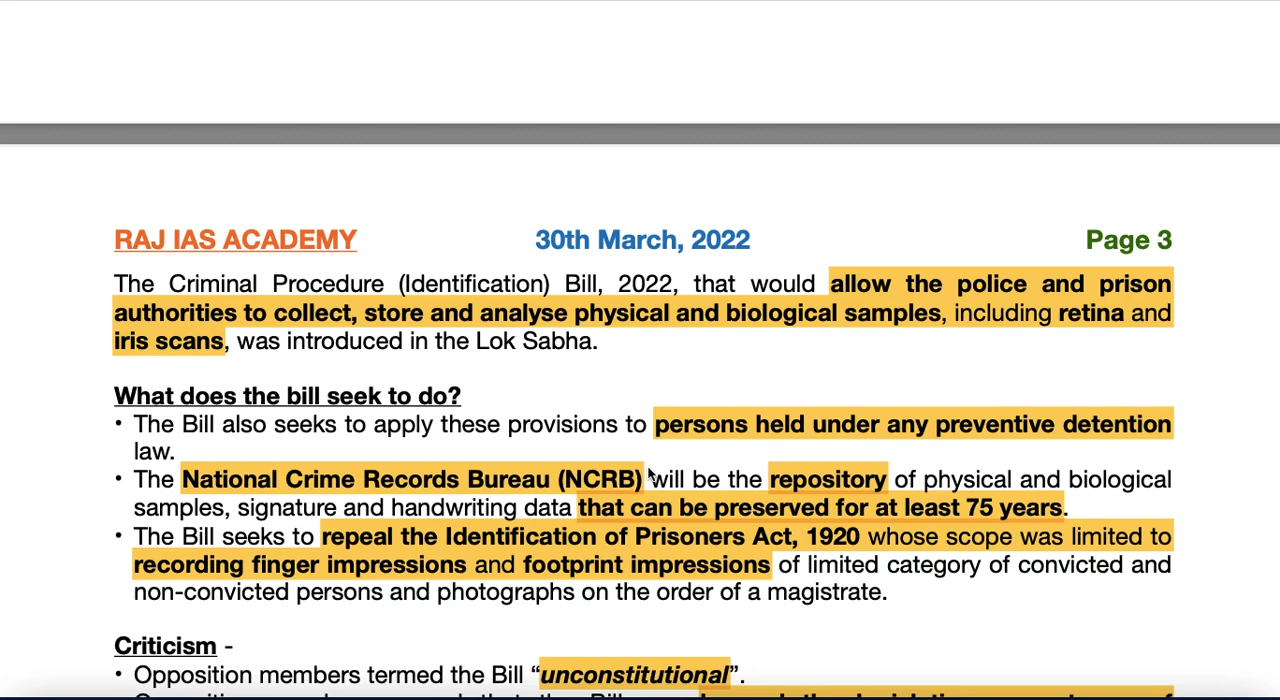 RAJ IAS ACADEMY 30th March, 2022 Page 3
The Criminal Procedure (Identification) Bill, 2022, that would allow the police and prison
authorities to collect, store and analyse physical and biological samples, including retina and
iris scans, was introduced in the Lok Sabha.
What does the bill seek to do?
• The Bill also seeks to apply these provisions to persons held under any preventive detention
law.
• The National Crime Records Bureau (NCRB) will be the repository of physical and biological
samples, signature and handwriting data that can be preserved for at least 75 years.
• The Bill seeks to repeal the Identification of Prisoners Act, 1920 whose scope was limited to
recording finger impressions and footprint impressions of limited category of convicted and
non-convicted persons and photographs on the order of a magistrate.
Criticism -
• Opposition members termed the Bill “unconstitutional”.